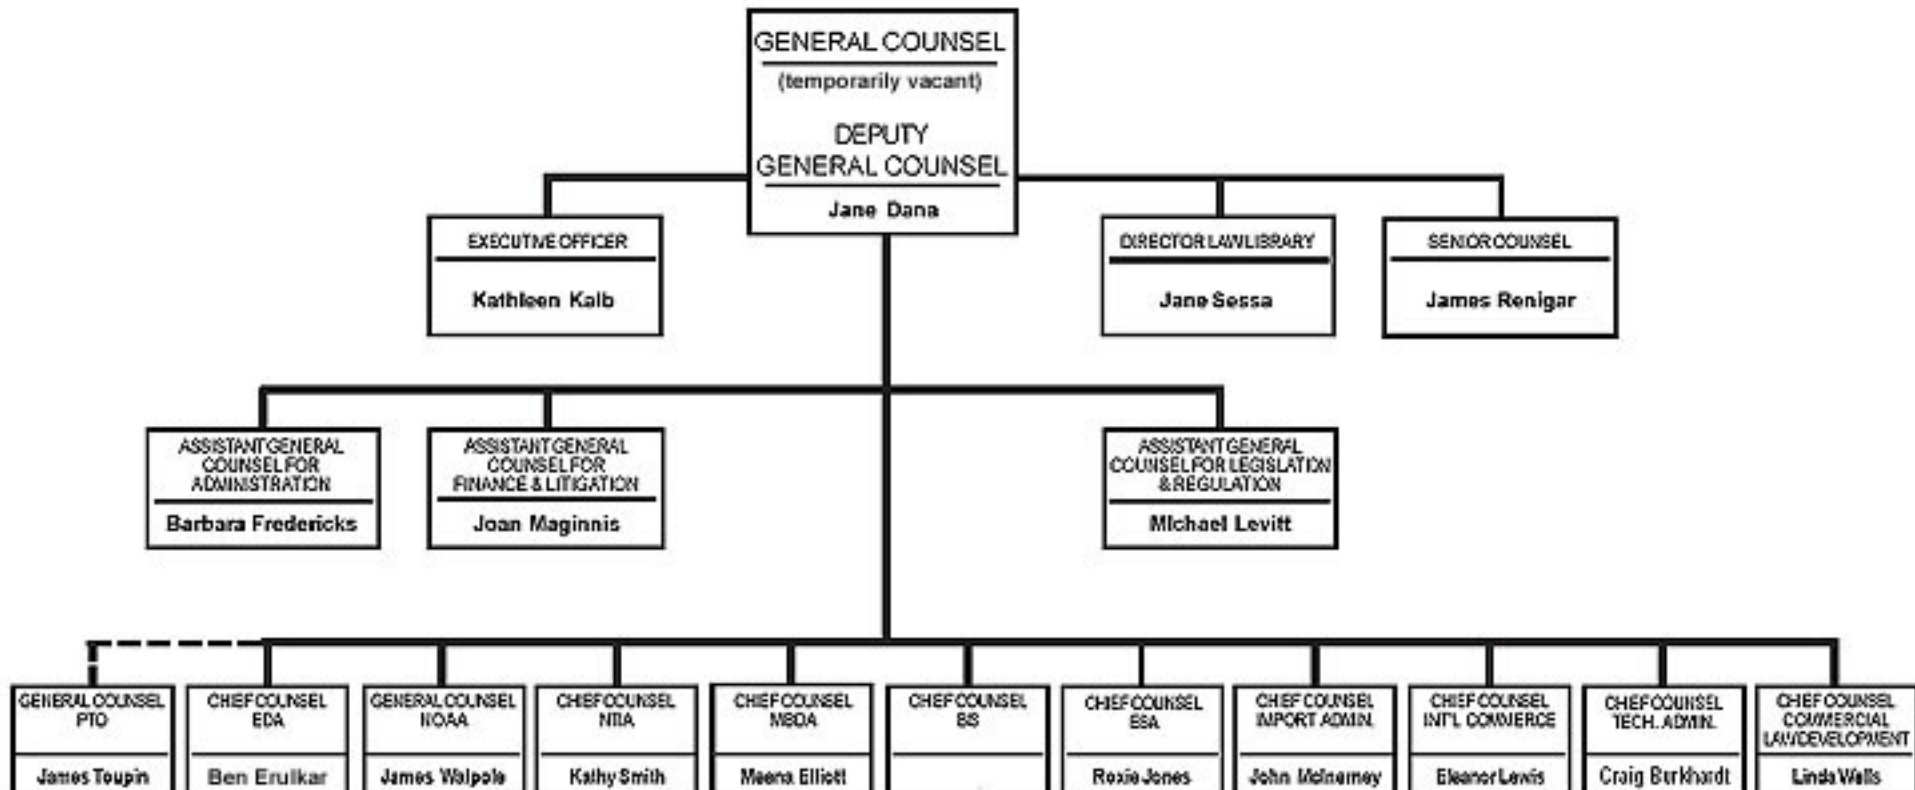 GENERAL COUNSEL
(temporarily vacant)
DEPUTY
GENERAL COUNSEL
Jane Dana
EXECUTIVE OFFICER
Kathleen Kalb
DIRECTOR LAW LIBRARY
Jane Sessa
SENIOR COUNSEL
James Renigar
ASSISTANT GENERAL
COUNSEL FOR
ADMINISTRATION
Barbara Fredericks
ASSISTANT GENERAL
COUNSEL FOR
FINANCE & LITIGATION
Joan Maginnis
ASSISTANT GENERAL
COUNSEL FOR LEGISLATION
& REGULATION
Michael Levitt
GENERAL COUNSEL
PTO
James Toupin
CHIEF COUNSEL
EDA
Ben Erulkar
GENERAL COUNSEL
NOAA
James Walpole
CHIEF COUNSEL
NTIA
Kathy Smith
CHIEF COUNSEL
MBDA
Meena Elliott
CHIEF COUNSEL
BIS
CHIEF COUNSEL
ESA
Roxie Jones
CHIEF COUNSEL
IMPORT ADMIN.
John McInerney
CHIEF COUNSEL
INT'L COMMERCE
Eleanor Lewis
CHIEF COUNSEL
TECH. ADMIN.
Craig Burkhardt
CHIEF COUNSEL
COMMERCIAL
LAW DEVELOPMENT
Linda Wells